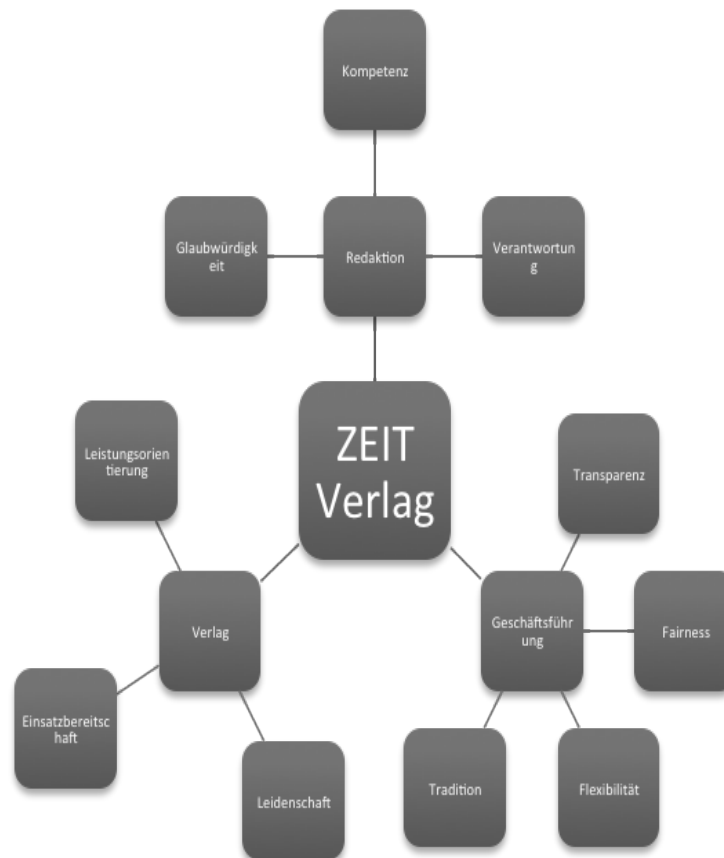 Kompetenz
Glaubwürdigk
eit
Redaktion
Verantwortun
g
ZEIT
Verlag
Leistungsorien
tierung
Transparenz
Verlag
Geschäftsführ
ung
Fairness
Einsatzbereitsc
haft
Leidenschaft
Tradition
Flexibilität